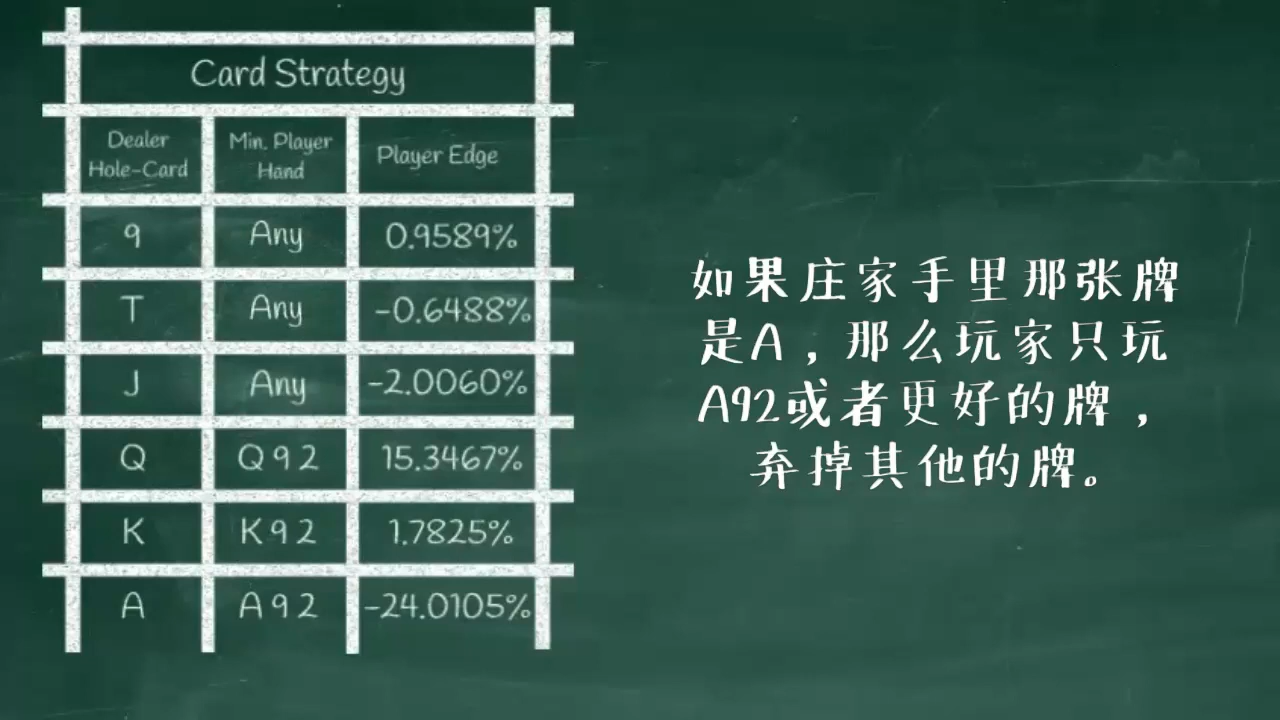 Card Strategy
Dealer Hole-Card Min. Player Hand Player Edge
9 Any 0.9589%
T Any -0.6488%
J Any -2.0060%
Q Q92 15.3467%
K K92 1.7825%
A A92 -24.0105%
如果庄家手里那张牌
是A，那么玩家只玩
A92或者更好的牌，
弃掉其他的牌。